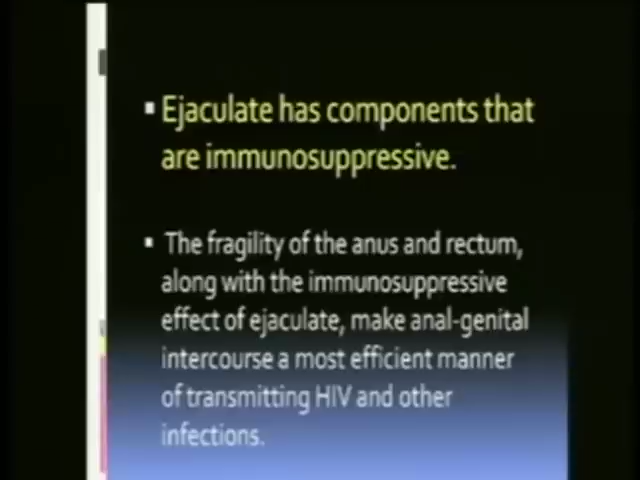 ▪ Ejaculate has components that
are immunosuppressive.
▪ The fragility of the anus and rectum,
along with the immunosuppressive
effect of ejaculate, make anal-genital
intercourse a most efficient manner
of transmitting HIV and other
infections.